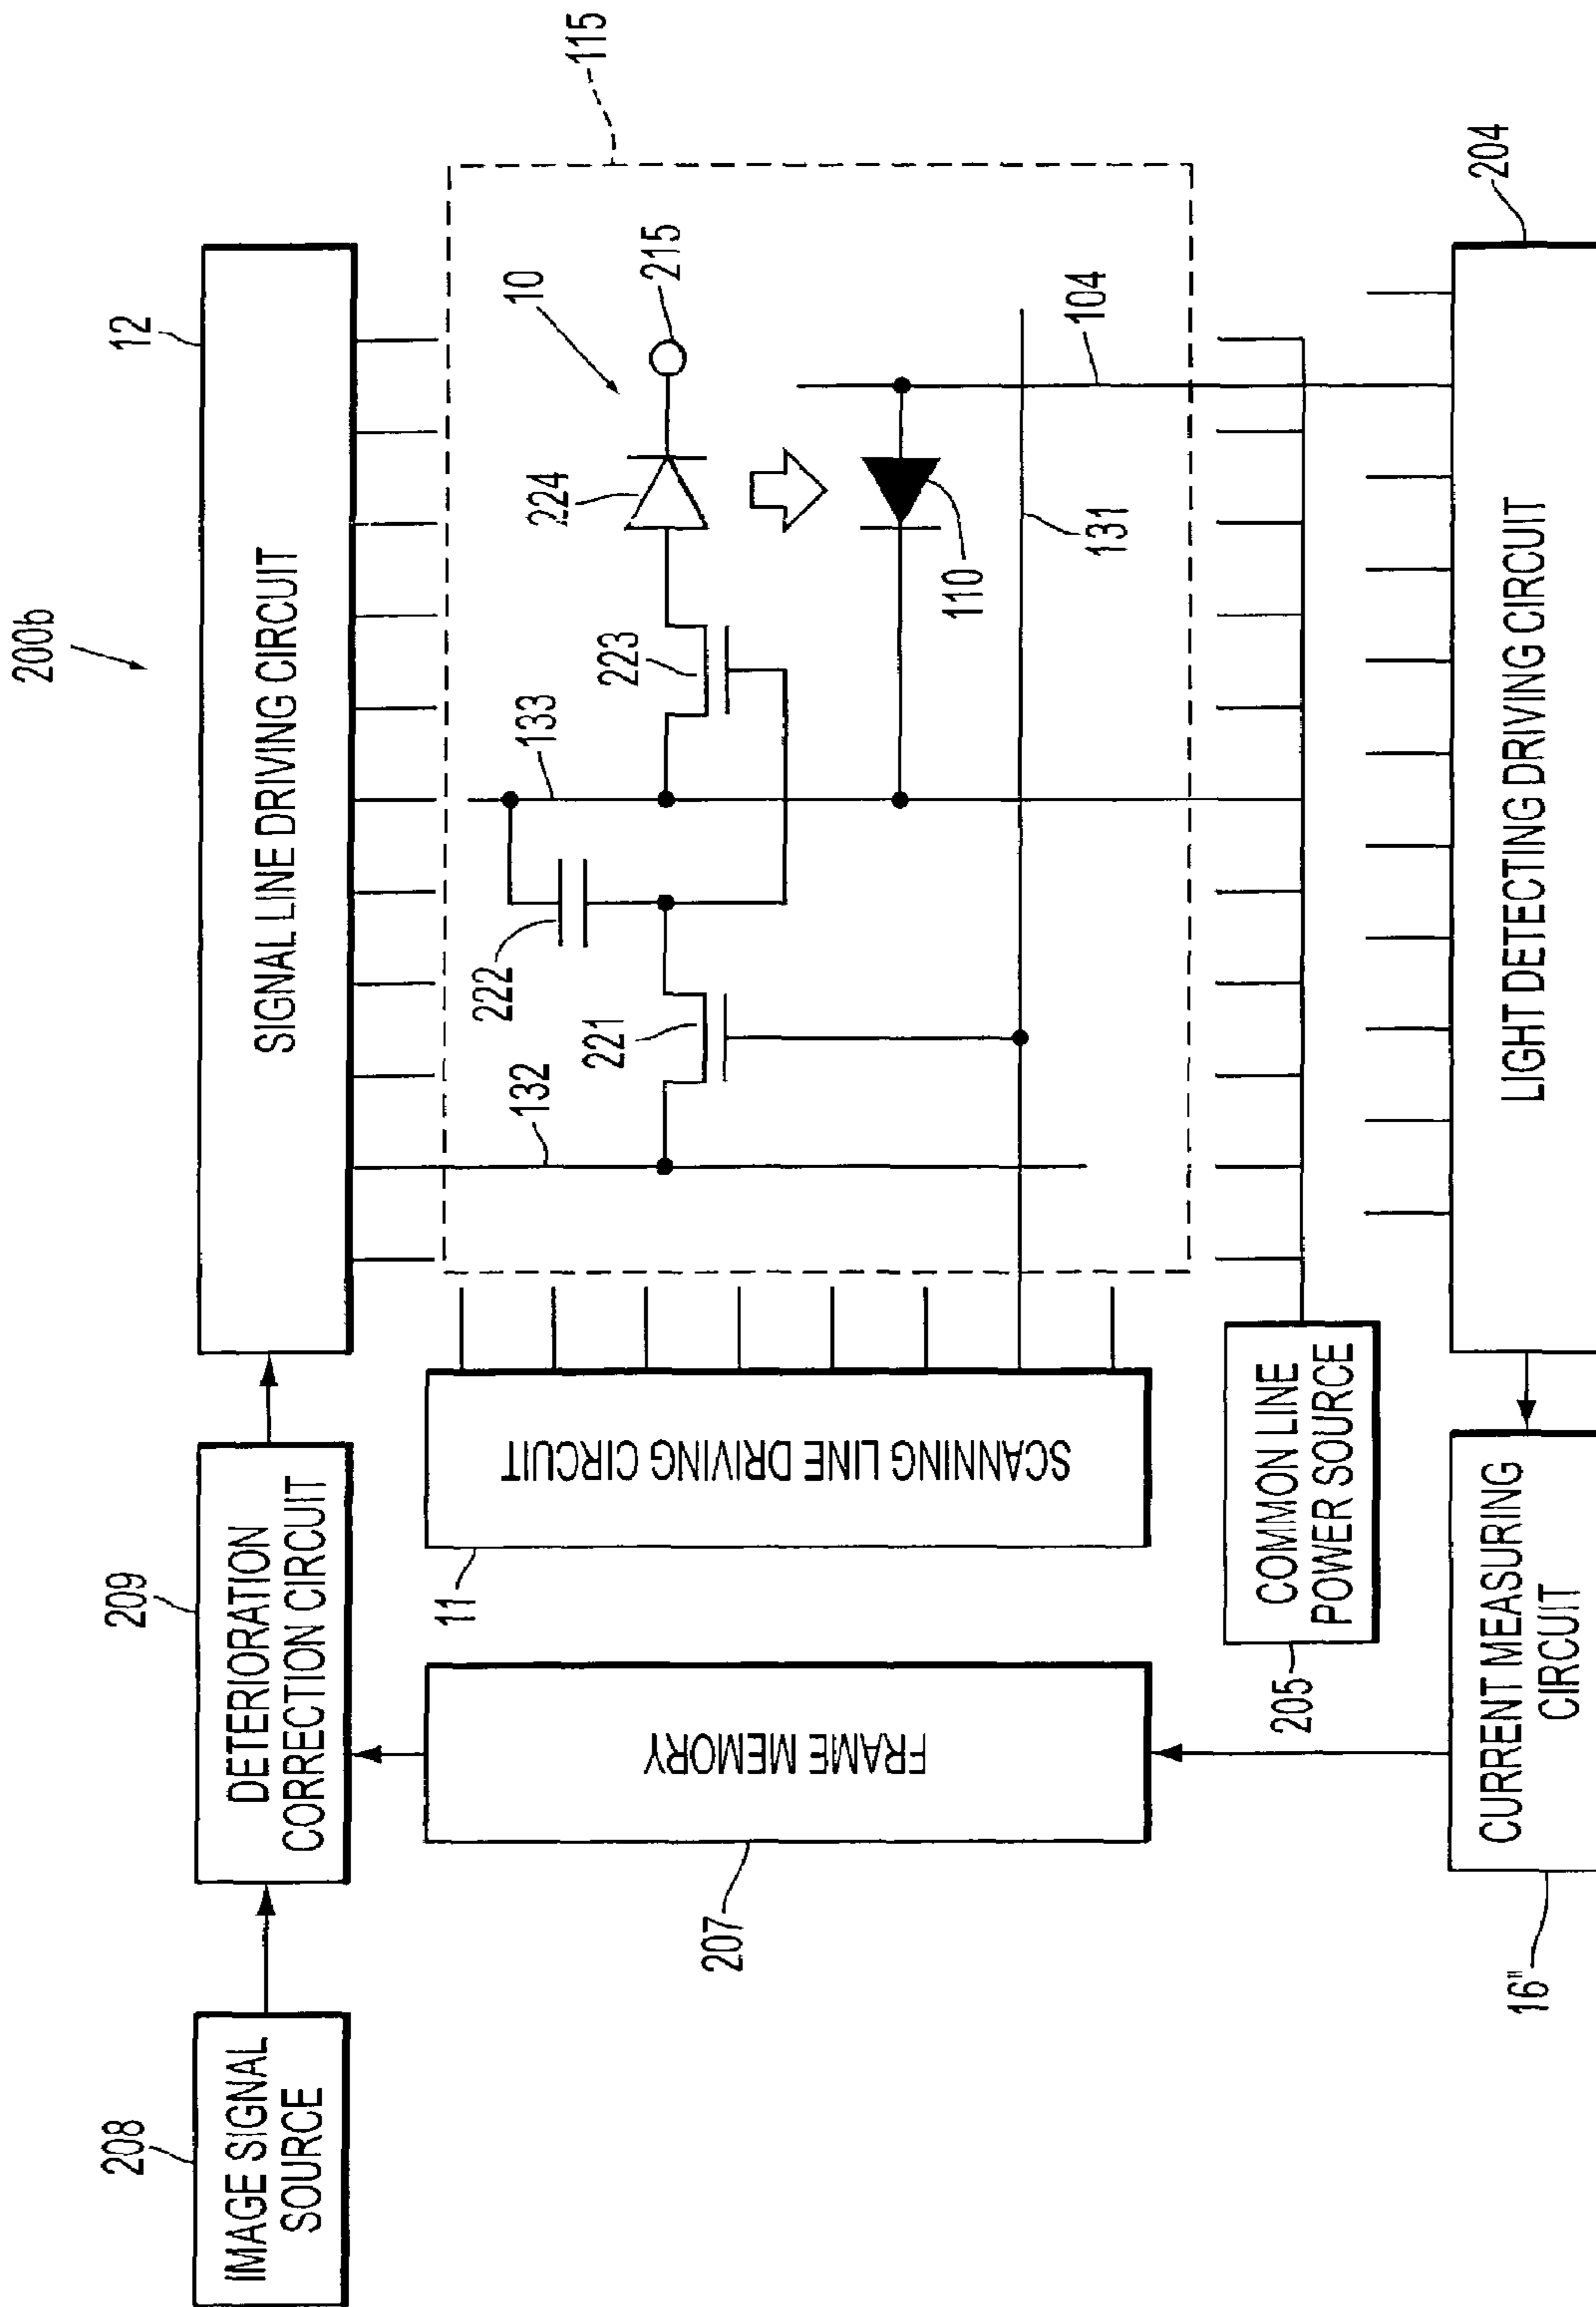 200b
208
IMAGE SIGNAL
SOURCE
209
DETERIORATION
CORRECTION CIRCUIT
12
SIGNAL LINE DRIVING CIRCUIT
115
207
FRAME MEMORY
11
SCANNING LINE DRIVING CIRCUIT
132
222
221
133
223
224
10
215
110
131
104
205
COMMON LINE
POWER SOURCE
16"
CURRENT MEASURING
CIRCUIT
204
LIGHT DETECTING DRIVING CIRCUIT